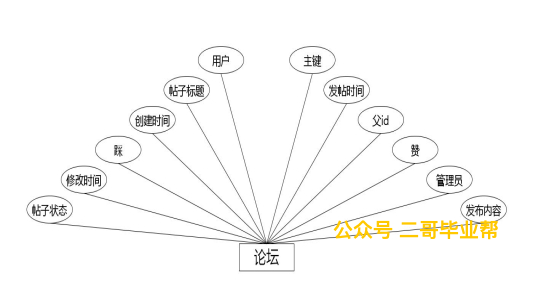 用户
主键
帖子标题
发帖时间
创建时间
父id
踩
赞
修改时间
管理员
帖子状态
发布内容
公众号 二哥毕业帮
论坛